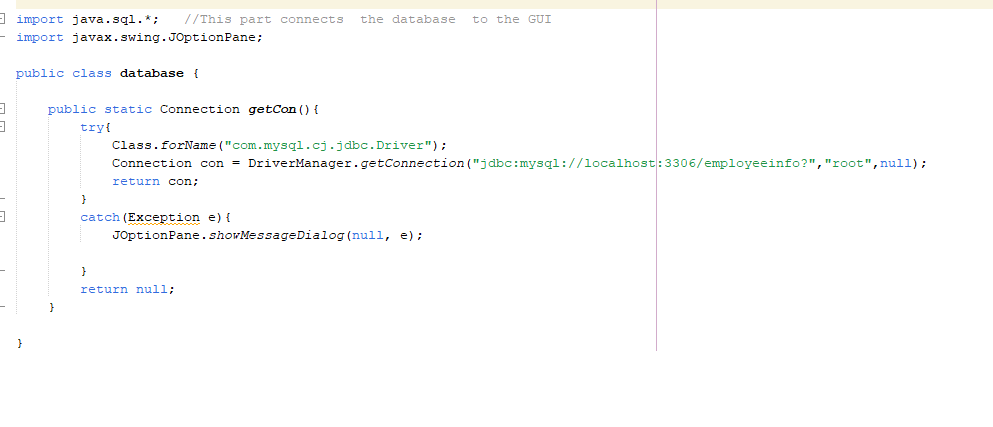 import java.sql.*;   //This part connects  the database  to the GUI
import javax.swing.JOptionPane;
public class database {
public static Connection getCon(){
try{
Class.forName("com.mysql.cj.jdbc.Driver");
Connection con = DriverManager.getConnection("jdbc:mysql://localhost:3306/employeeinfo?","root",null);
return con;
}
catch(Exception e){
JOptionPane.showMessageDialog(null, e);
}
return null;
}
}